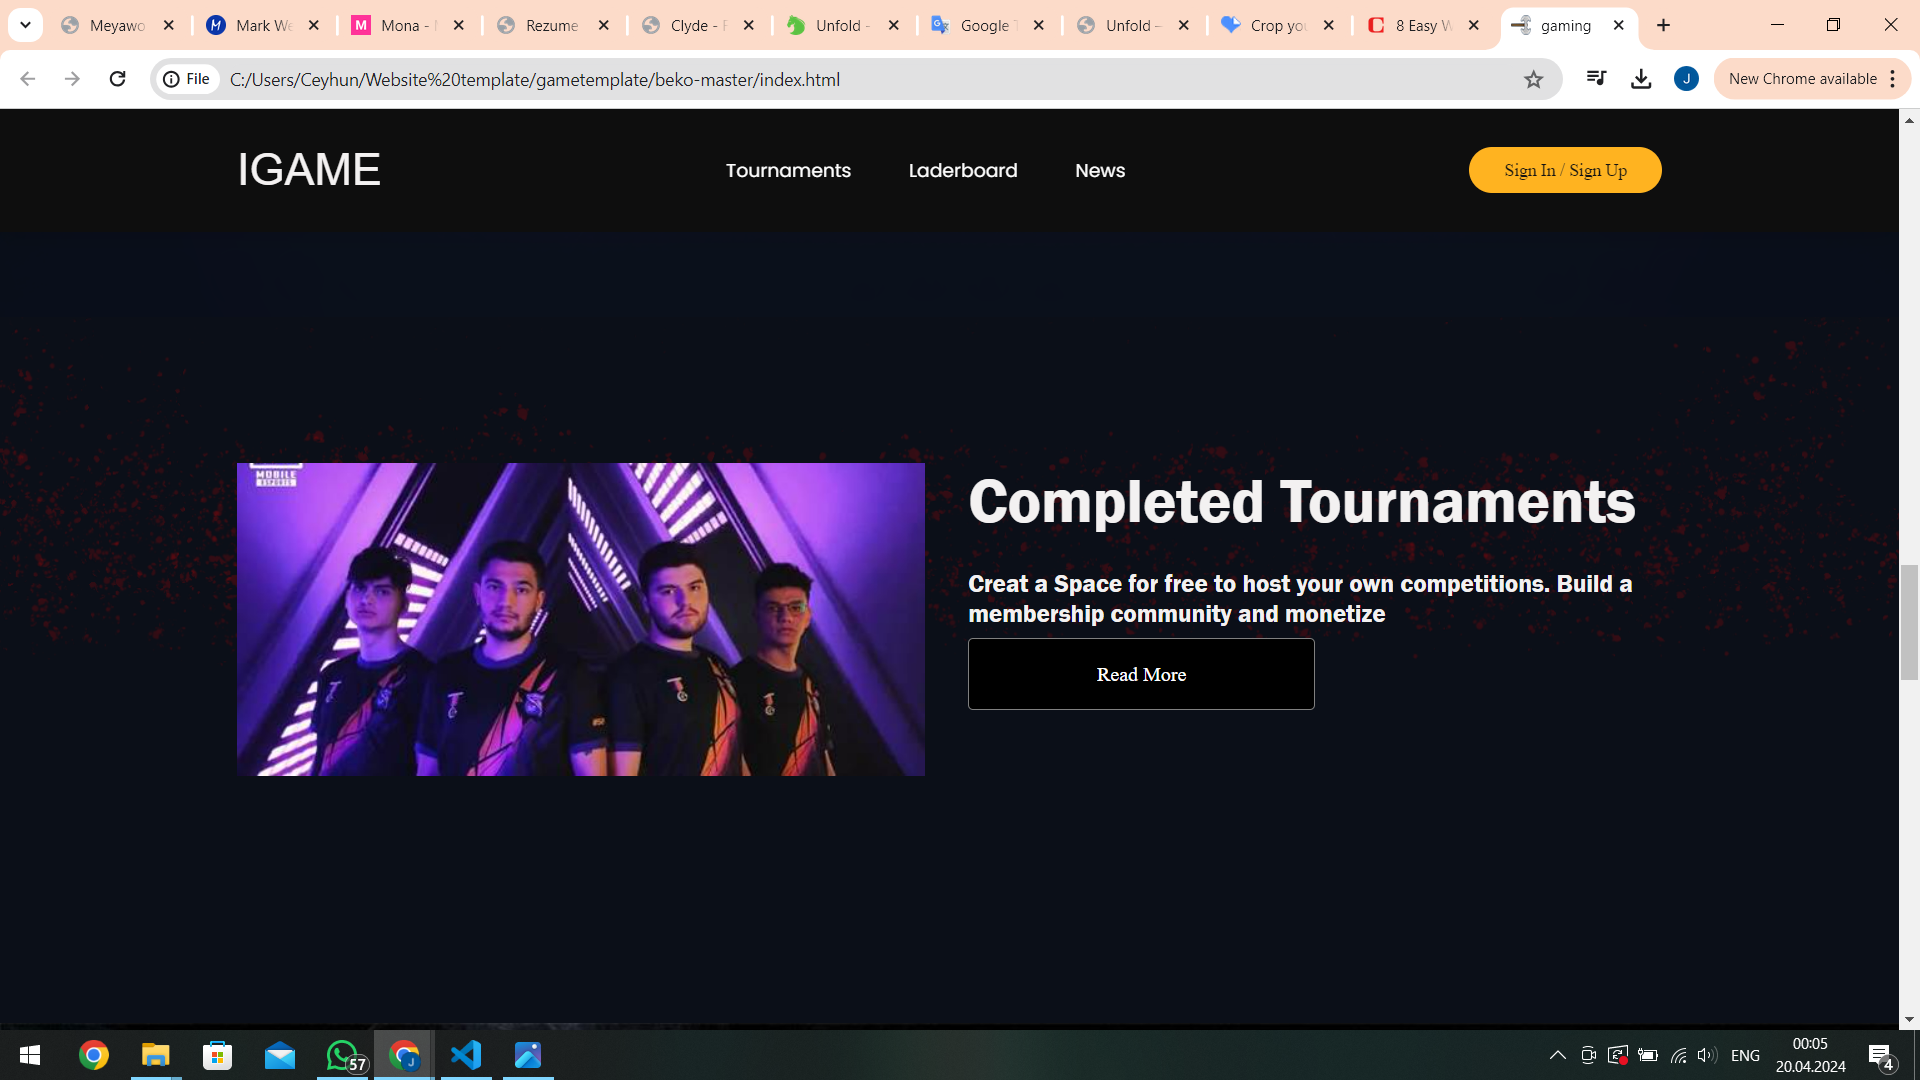 Meyawo
Mark We
Mona -
Rezume
Clyde - F
Unfold -
Google T
Unfold –
Crop you
8 Easy W
gaming
File
C:/Users/Ceyhun/Website%20template/gametemplate/beko-master/index.html
J
New Chrome available
IGAME
Tournaments
Laderboard
News
Sign In / Sign Up
MOBILE
ESPORTS
Completed Tournaments
Creat a Space for free to host your own competitions. Build a
membership community and monetize
Read More
57
J
ENG
00:05
20.04.2024
4